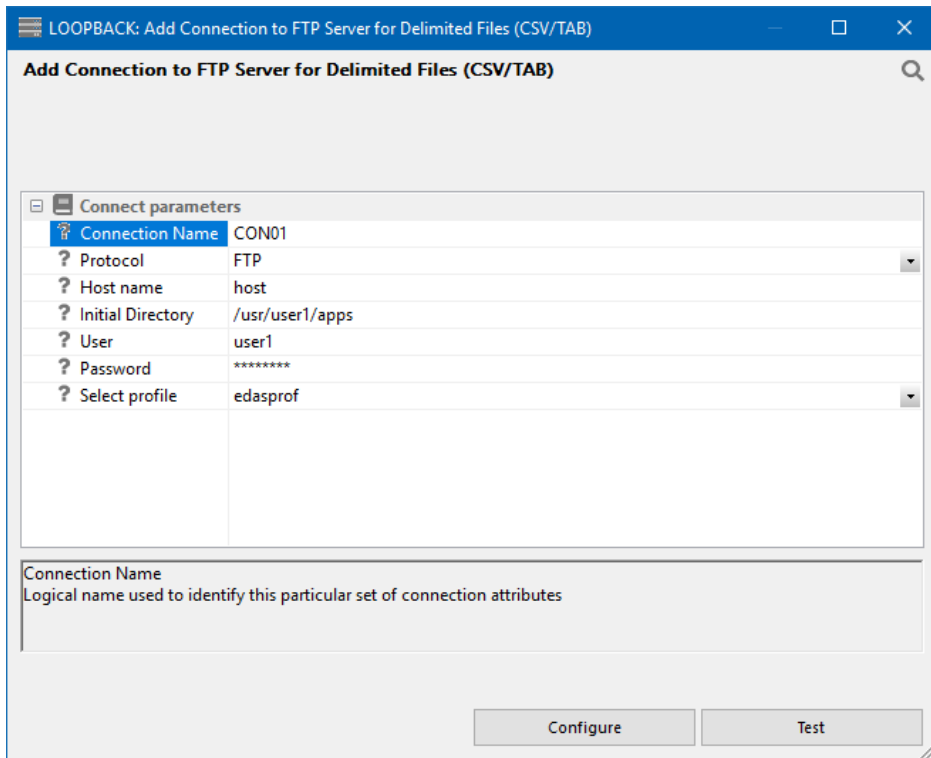 LOOPBACK: Add Connection to FTP Server for Delimited Files (CSV/TAB)
Add Connection to FTP Server for Delimited Files (CSV/TAB)
Connect parameters
? Connection Name CON01
? Protocol FTP
? Host name host
? Initial Directory /usr/user1/apps
? User user1
? Password ********
? Select profile edasprof
Connection Name
Logical name used to identify this particular set of connection attributes
Configure Test